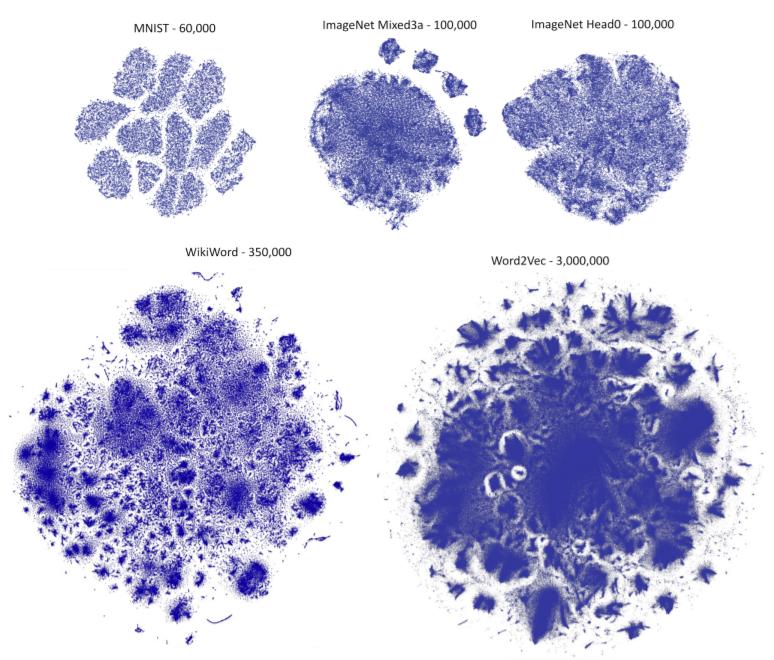 MNIST - 60,000
ImageNet Mixed3a - 100,000
ImageNet Head0 - 100,000
WikiWord - 350,000
Word2Vec - 3,000,000